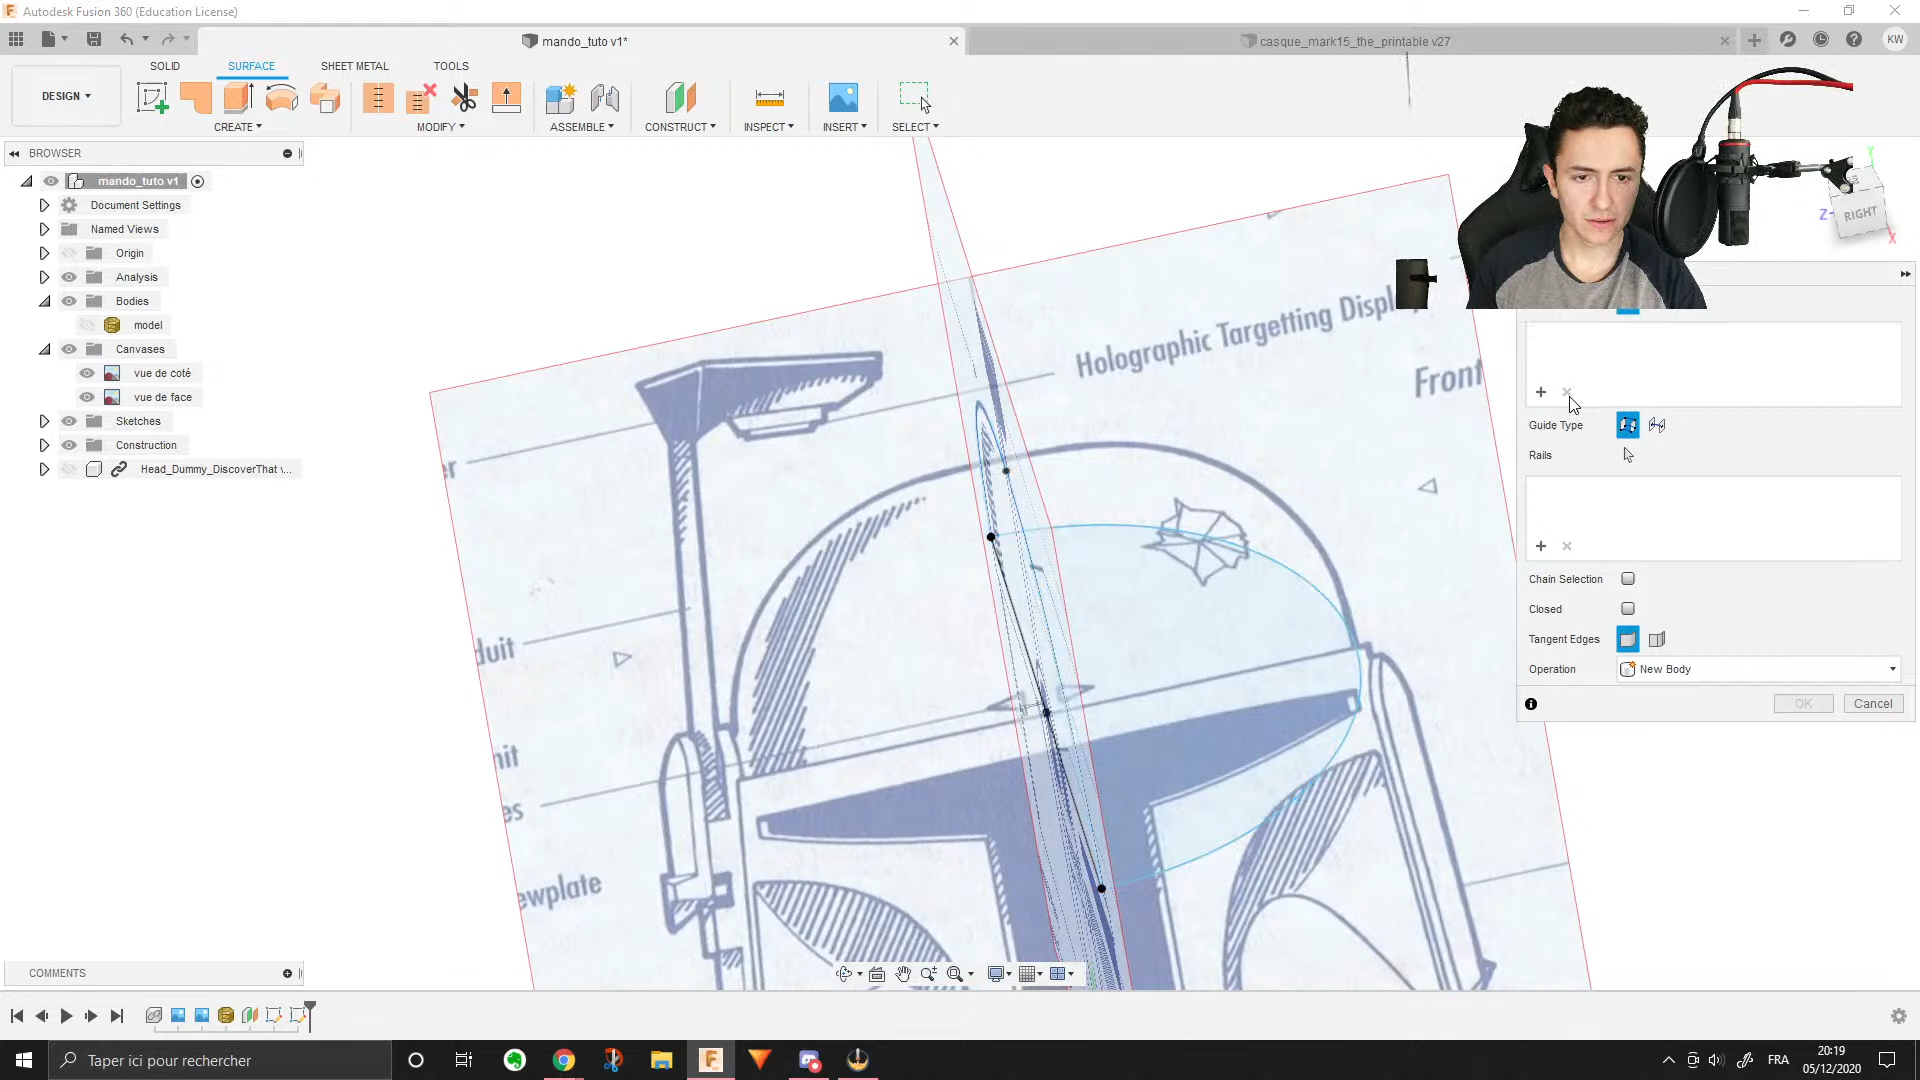 Autodesk Fusion 360 (Education License)
mando_tuto v1*
casque_mark15_the_printable v27
KW
DESIGN
SOLID
SURFACE
SHEET METAL
TOOLS
CREATE
MODIFY
ASSEMBLE
CONSTRUCT
INSPECT
INSERT
SELECT
BROWSER
mando_tuto v1
Document Settings
Named Views
Origin
Analysis
Bodies
model
Canvases
vue de coté
vue de face
Sketches
Construction
Head_Dummy_DiscoverThat v...
Holographic Targetting Displ
Front
er
duit
nit
es
ewplate
Y
Z
RIGHT
X
Guide Type
Rails
Chain Selection
Closed
Tangent Edges
Operation
New Body
OK
Cancel
COMMENTS
Taper ici pour rechercher
FRA
20:19
05/12/2020